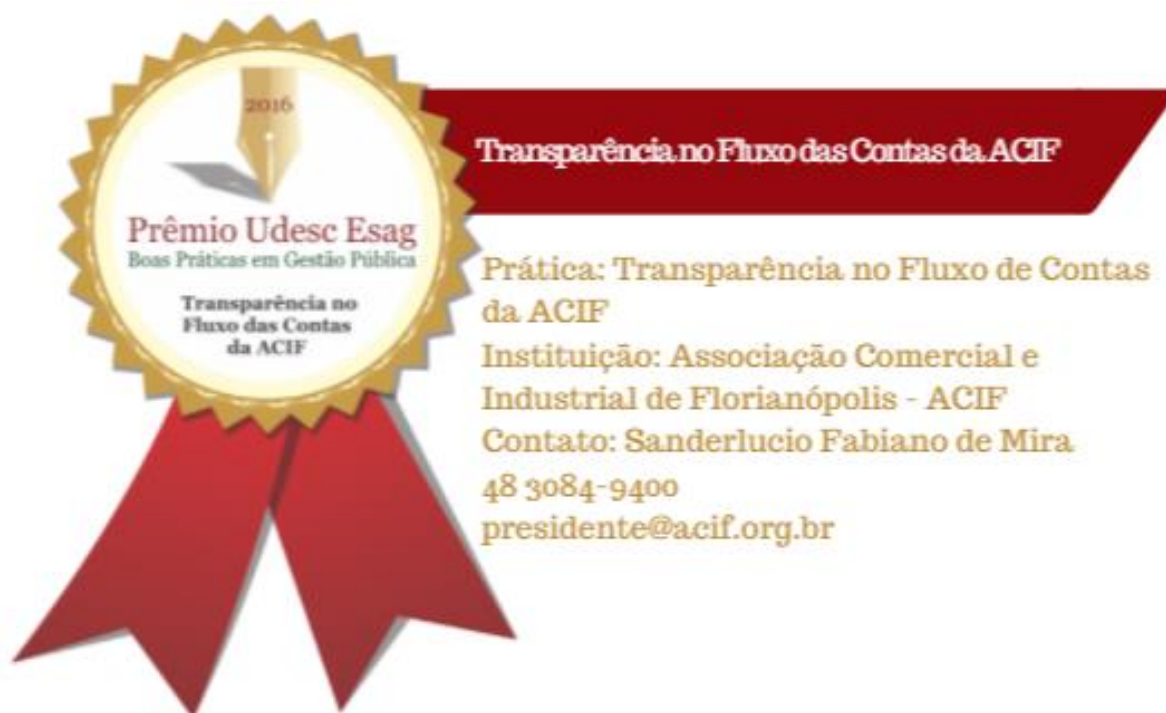 2016
Prêmio Udesc Esag
Boas Práticas em Gestão Pública
Transparência no
Fluxo das Contas
da ACIF
Transparência no Fluxo das Contas da ACIF
Prática: Transparência no Fluxo de Contas
da ACIF
Instituição: Associação Comercial e
Industrial de Florianópolis - ACIF
Contato: Sanderlucio Fabiano de Mira
48 3084-9400
presidente@acif.org.br